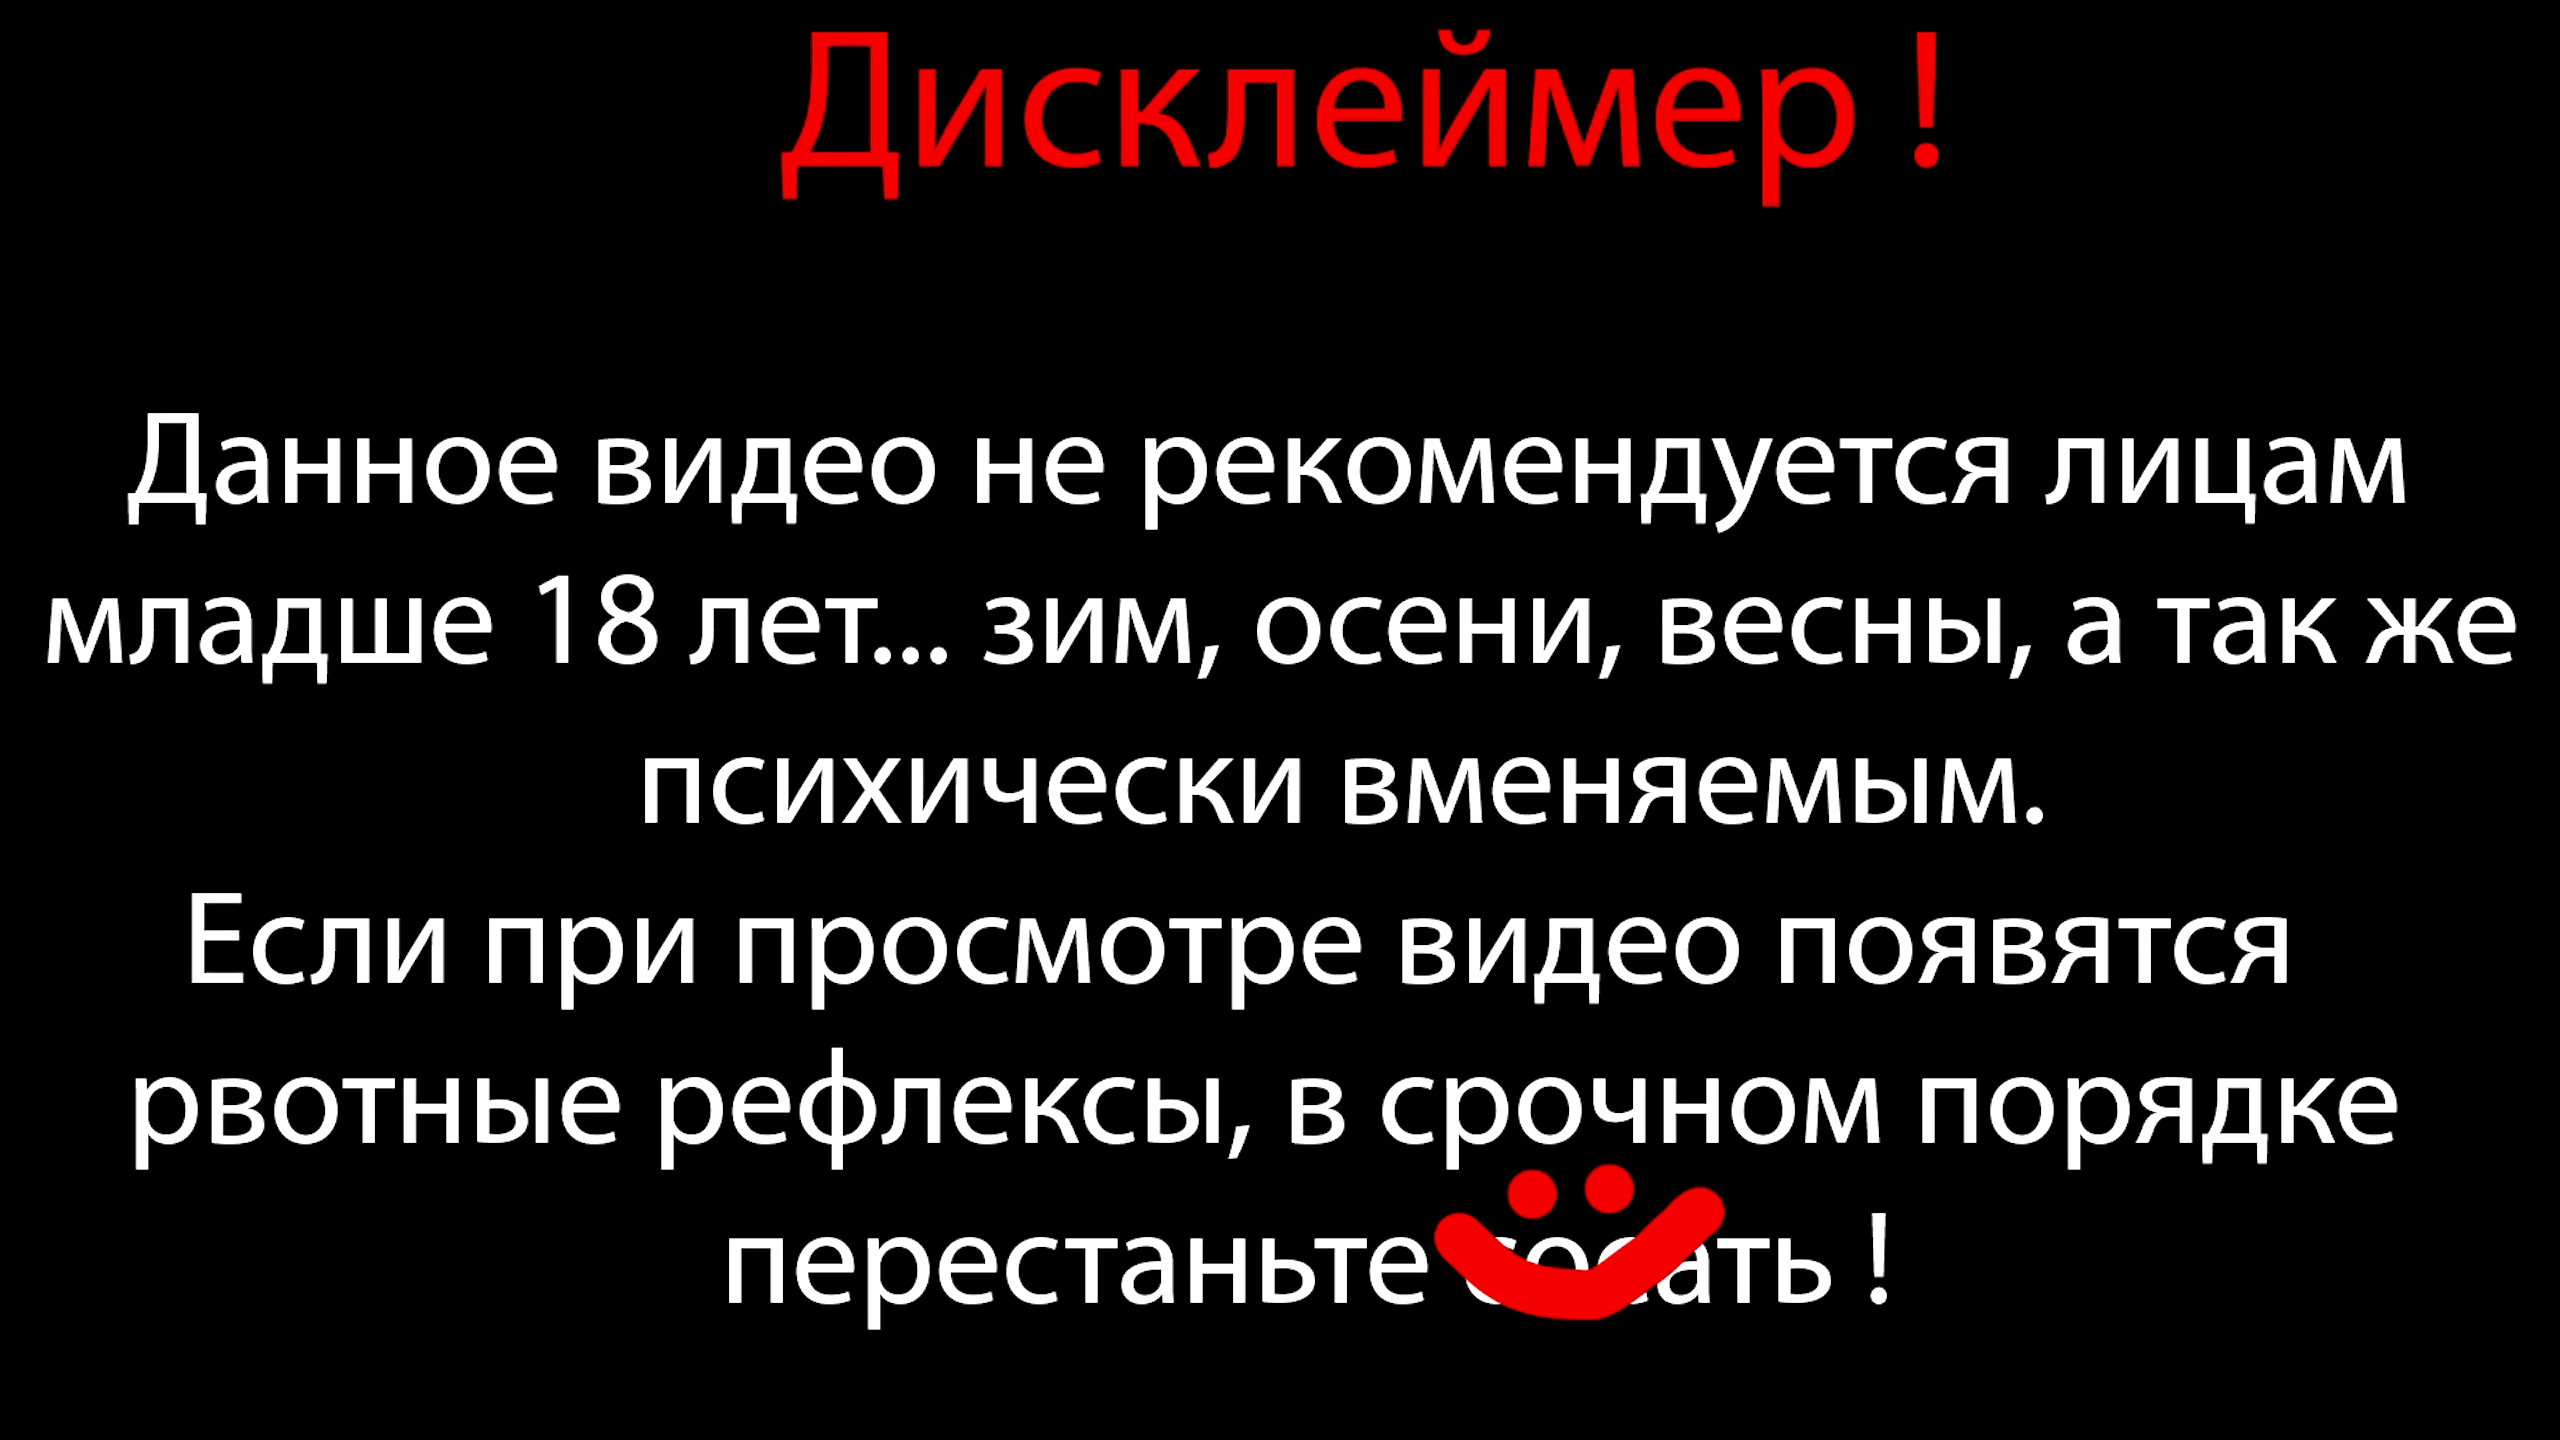 Дисклеймер !
Данное видео не рекомендуется лицам
младше 18 лет... зим, осени, весны, а так же
психически вменяемым.
Если при просмотре видео появятся
рвотные рефлексы, в срочном порядке
перестаньте сосать !